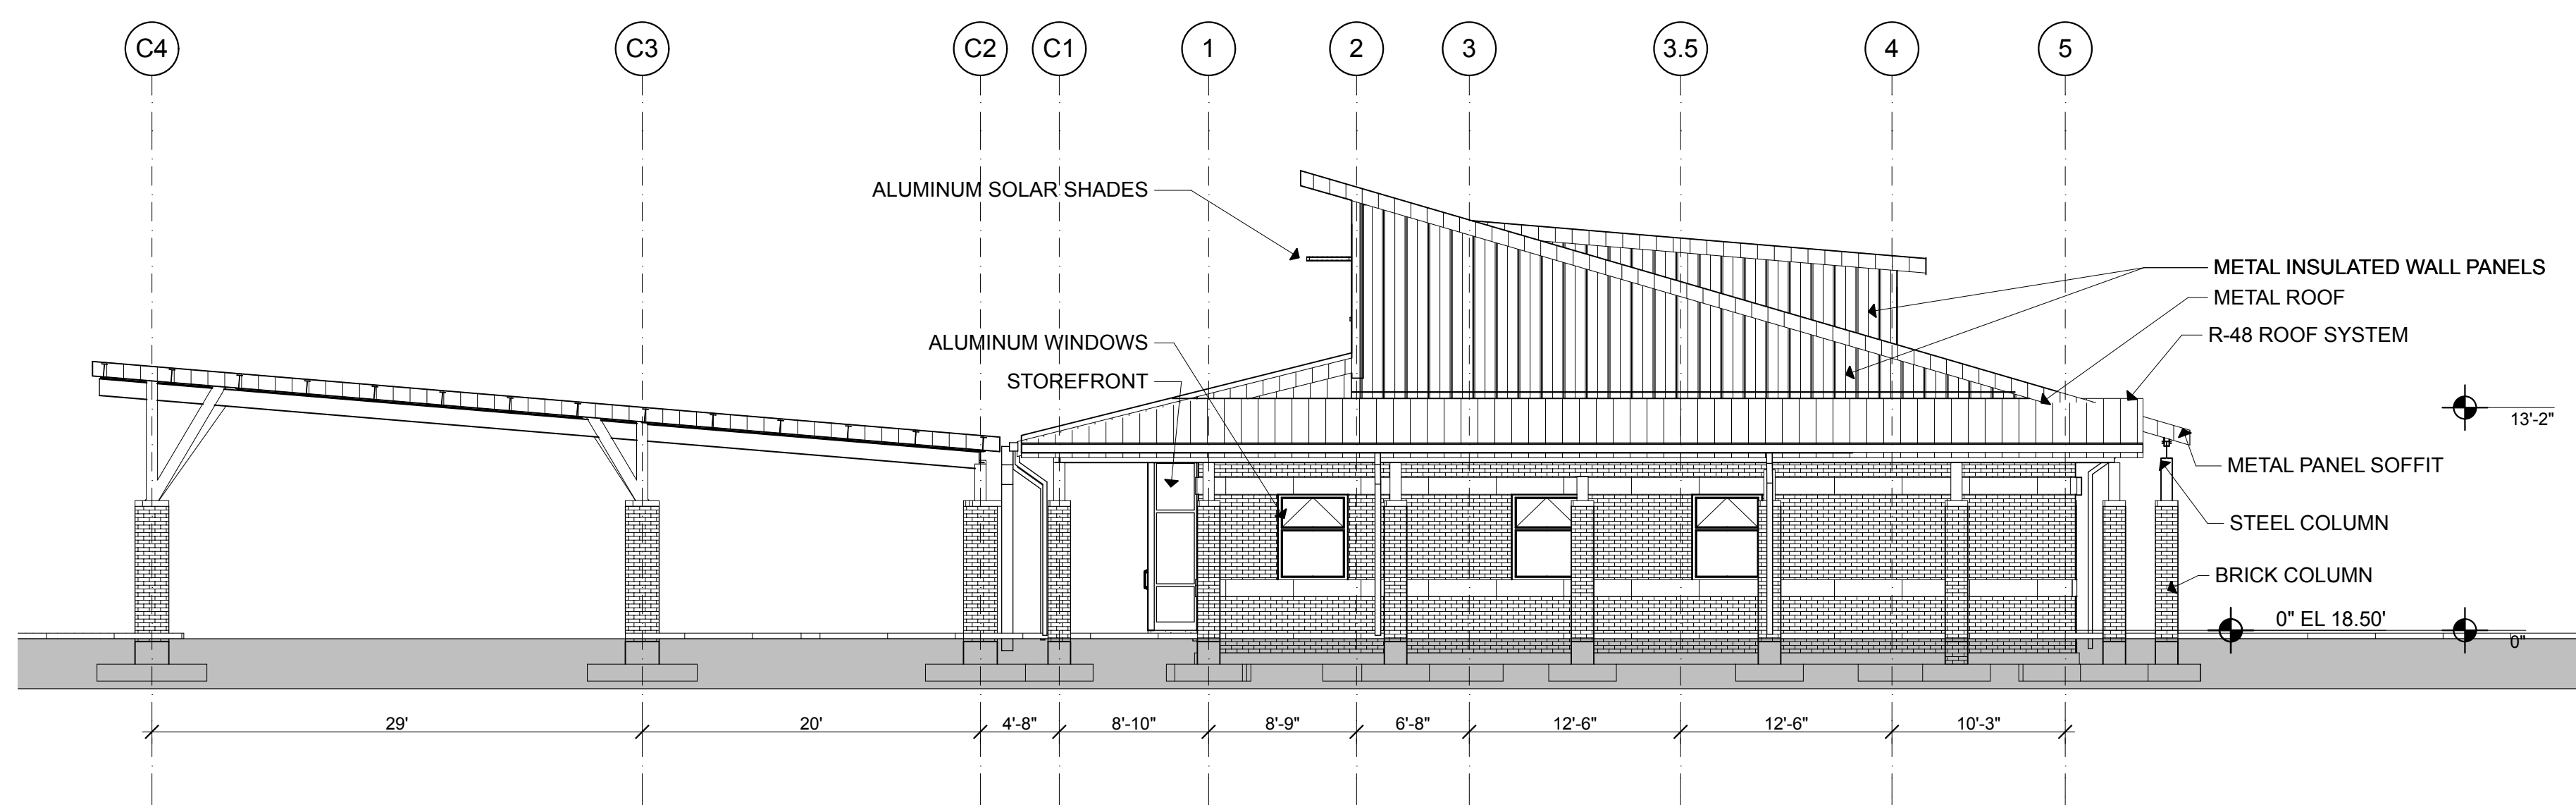 C4 C3 C2 C1 1 2 3 3.5 4 5
ALUMINUM SOLAR SHADES
METAL INSULATED WALL PANELS
METAL ROOF
R-48 ROOF SYSTEM
ALUMINUM WINDOWS
STOREFRONT
13'-2"
METAL PANEL SOFFIT
STEEL COLUMN
BRICK COLUMN
0" EL 18.50'
0"
29' 20' 4'-8" 8'-10" 8'-9" 6'-8" 12'-6" 12'-6" 10'-3"